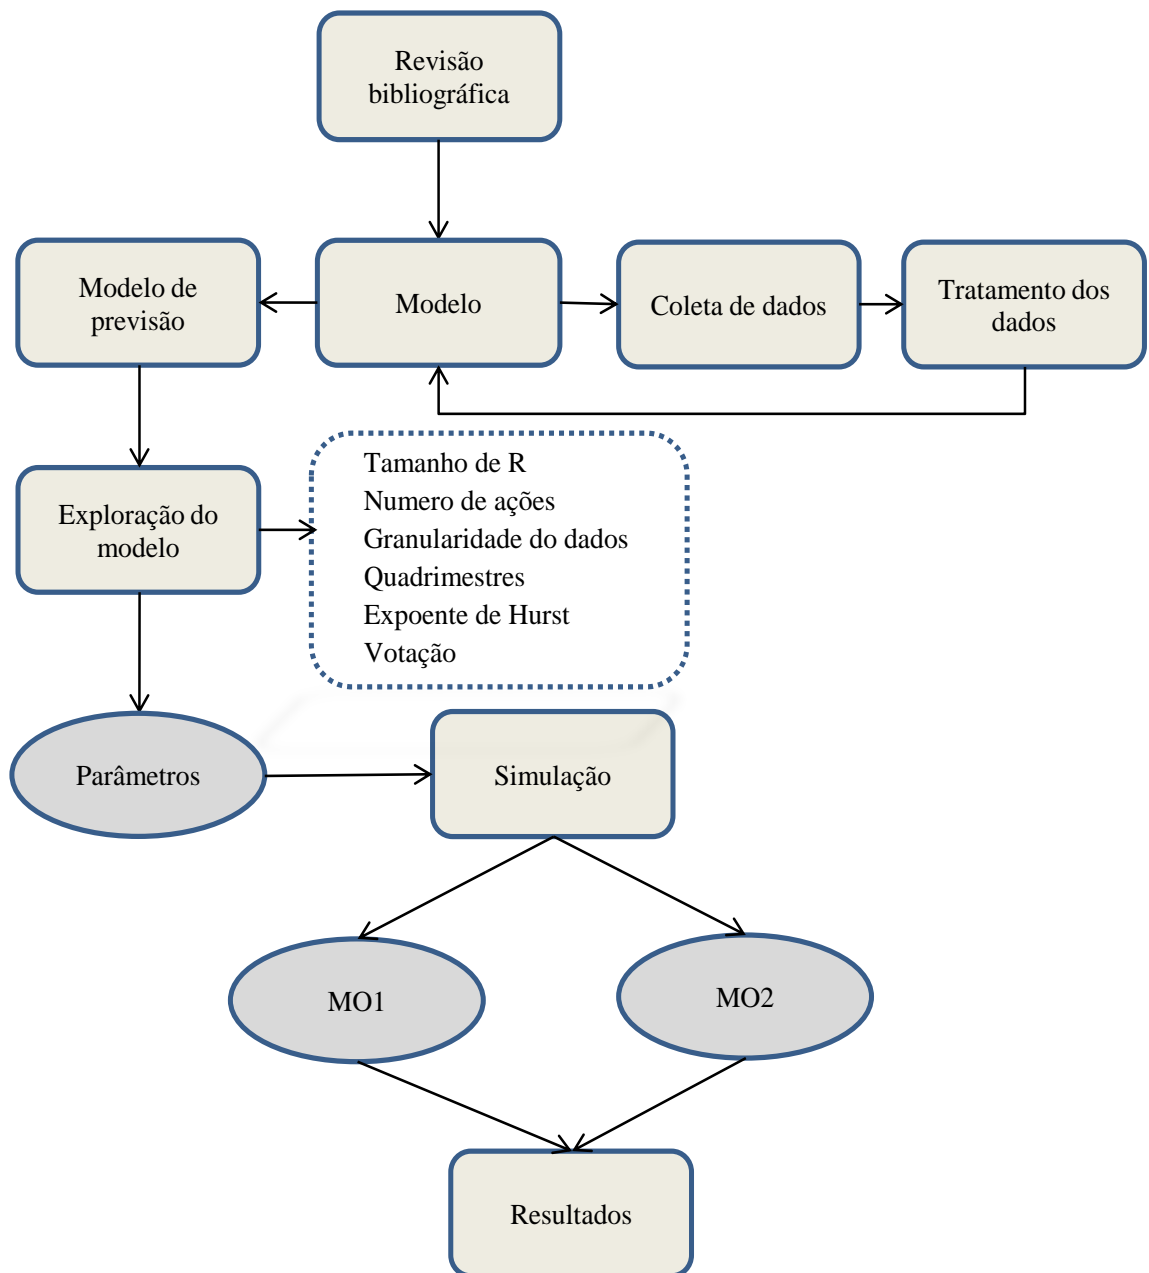 Revisão
bibliográfica
Modelo de
previsão
Modelo
Coleta de dados
Tratamento dos
dados
Exploração do
modelo
Tamanho de R
Numero de ações
Granularidade do dados
Quadrimestres
Expoente de Hurst
Votação
Parâmetros
Simulação
MO1
MO2
Resultados